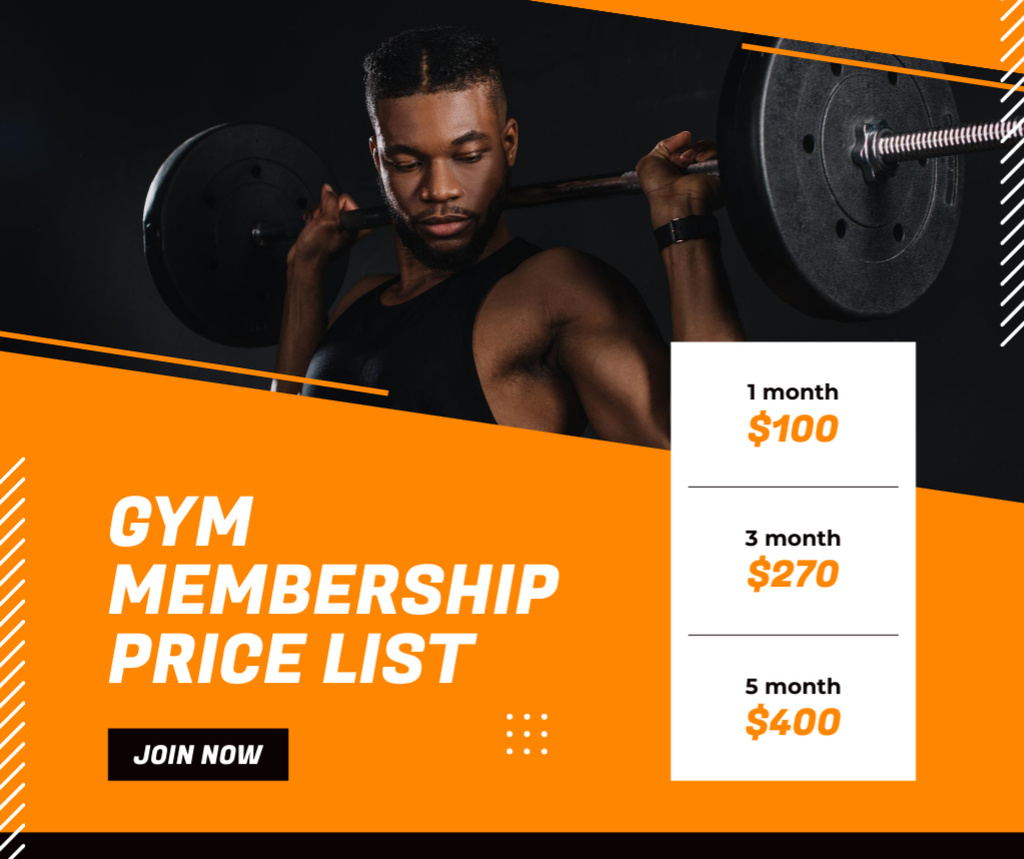 GYM
MEMBERSHIP
PRICE LIST
JOIN NOW
1 month
$100
3 month
$270
5 month
$400